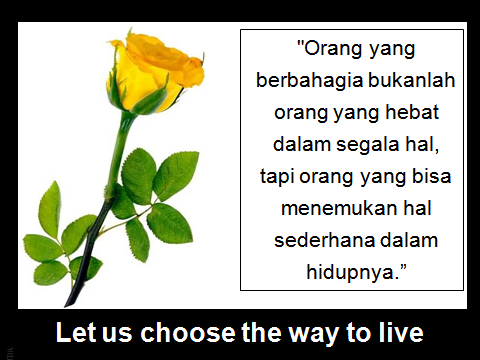 "Orang yang
berbahagia bukanlah
orang yang hebat
dalam segala hal,
tapi orang yang bisa
menemukan hal
sederhana dalam
hidupnya.”
Let us choose the way to live